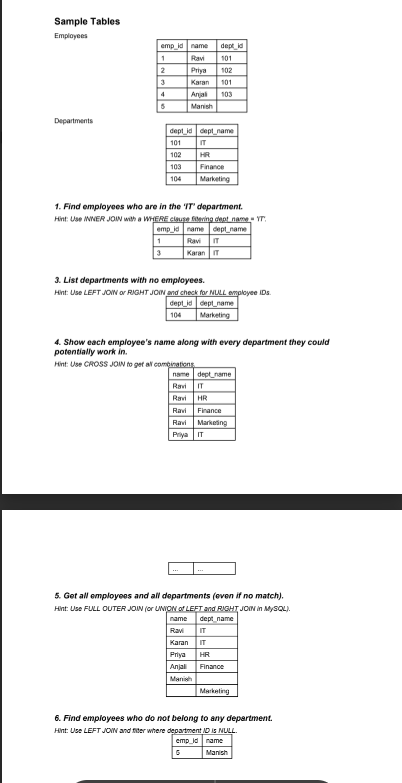 Sample Tables
Employees
emp_id name dept_id
1 Ravi 101
2 Priya 102
3 Karan 101
4 Anjali 103
5 Manish
Departments
dept_id dept_name
101 IT
102 HR
103 Finance
104 Marketing
1. Find employees who are in the 'IT' department.
Hint: Use INNER JOIN with a WHERE clause filtering dept_name = 'IT'.
emp_id name dept_name
1 Ravi IT
3 Karan IT
3. List departments with no employees.
Hint: Use LEFT JOIN or RIGHT JOIN and check for NULL employee IDs.
dept_id dept_name
104 Marketing
4. Show each employee's name along with every department they could
potentially work in.
Hint: Use CROSS JOIN to get all combinations.
name dept_name
Ravi IT
Ravi HR
Ravi Finance
Ravi Marketing
Priya IT
... ...
5. Get all employees and all departments (even if no match).
Hint: Use FULL OUTER JOIN (or UNION of LEFT and RIGHT JOIN in MySQL).
name dept_name
Ravi IT
Karan IT
Priya HR
Anjali Finance
Manish
Marketing
6. Find employees who do not belong to any department.
Hint: Use LEFT JOIN and filter where department ID is NULL.
emp_id name
5 Manish